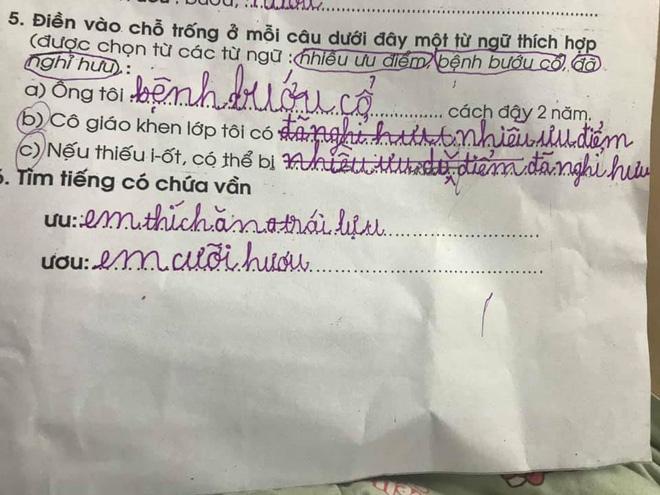 5. Điền vào chỗ trống ở mỗi câu dưới đây một từ ngữ thích hợp
(được chọn từ các từ ngữ : nhiều ưu điểm, bệnh bướu cổ, đã
nghỉ hưu) :
a) Ông tôi bệnh bướu cổ ............ cách đây 2 năm.
b) Cô giáo khen lớp tôi có đã nghỉ hưu nhiều ưu điểm
c) Nếu thiếu i-ốt, có thể bị nhiều ưu điểm đã nghỉ hưu
6. Tìm tiếng có chứa vần
ưu: em thích ăn trái lựu
ươu: em cưỡi hươu